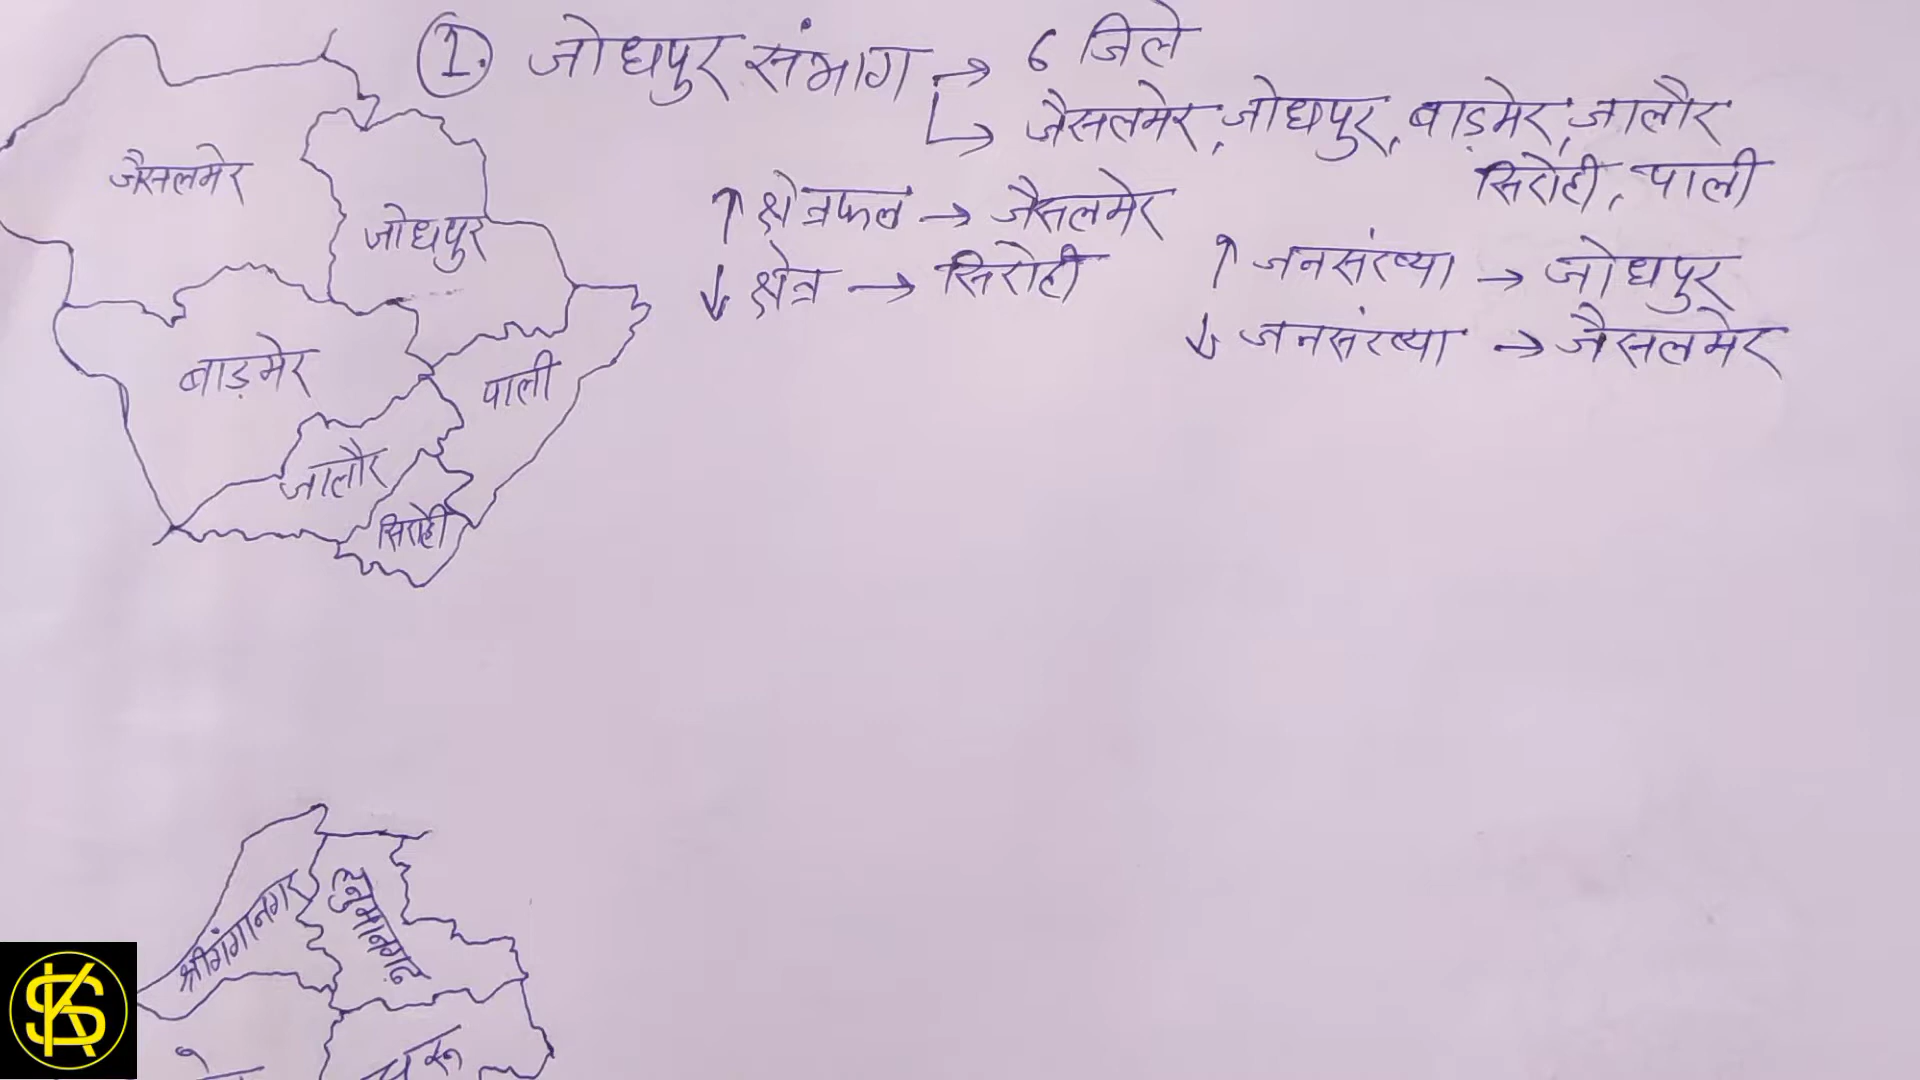 1. जोधपुर संभाग → 6 जिले
→ जैसलमेर, जोधपुर, बाड़मेर, जालौर
सिरोही, पाली
↑ क्षेत्रफल → जैसलमेर
↓ क्षेत्र → सिरोही
↑ जनसंख्या → जोधपुर
↓ जनसंख्या → जैसलमेर
जैसलमेर
जोधपुर
बाड़मेर
पाली
जालौर
सिरोही
श्रीगंगानगर
हनुमानगढ़
चुरू